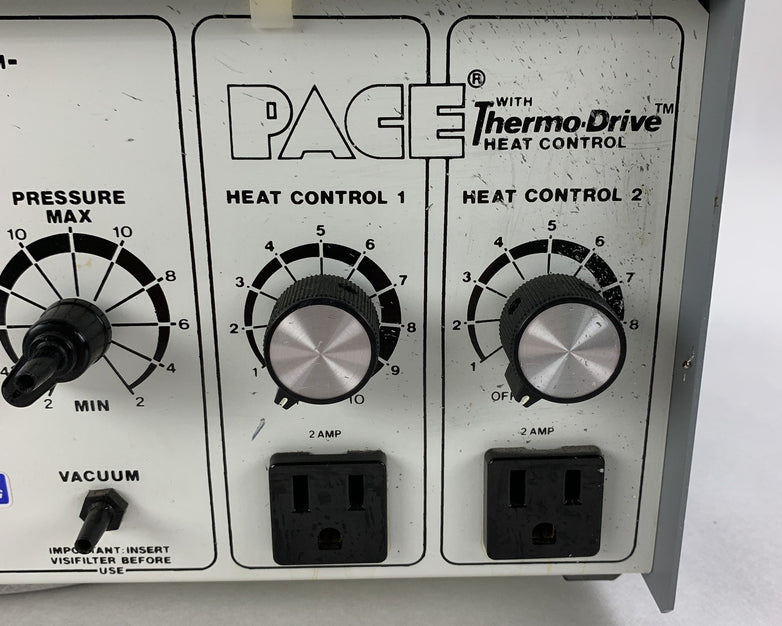 PACE®
WITH
Thermo-Drive™
HEAT CONTROL
PRESSURE
MAX
10 10
8
6
4
2
MIN
2
HEAT CONTROL 1
1
2
3
4
5
6
7
8
9
10
2 AMP
HEAT CONTROL 2
1
2
3
4
5
6
7
8
2 AMP
VACUUM
IMPORTANT: INSERT
VISIFILTER BEFORE
USE